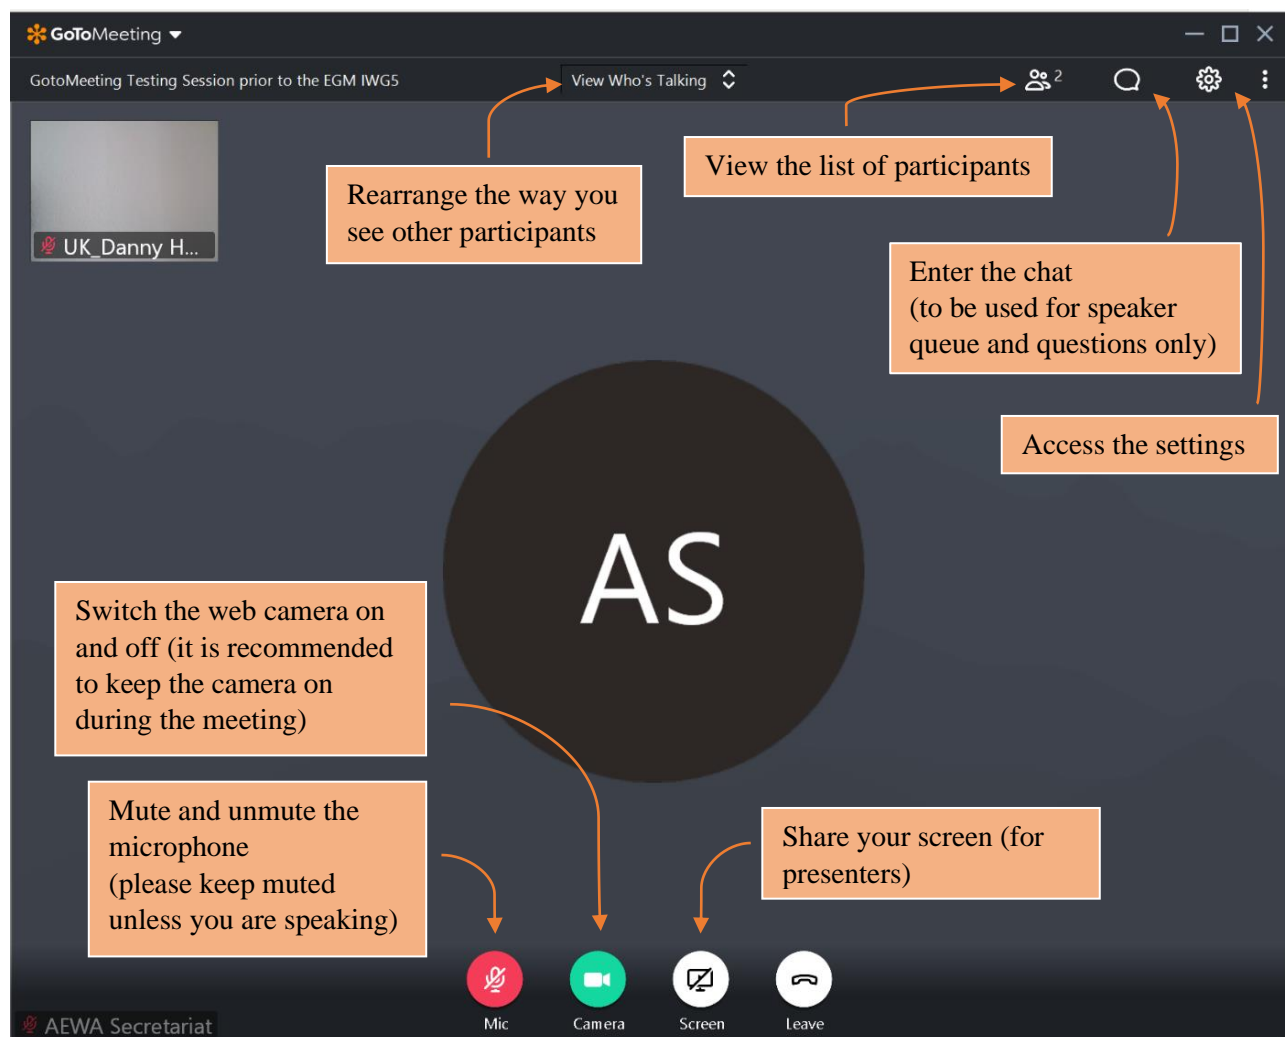 GoToMeeting
GotoMeeting Testing Session prior to the EGM IWG5
View Who's Talking
2
View the list of participants
Rearrange the way you
see other participants
UK_Danny H...
Enter the chat
(to be used for speaker
queue and questions only)
Access the settings
AS
Switch the web camera on
and off (it is recommended
to keep the camera on
during the meeting)
Mute and unmute the
microphone
(please keep muted
unless you are speaking)
Share your screen (for
presenters)
Mic
Camera
Screen
Leave
AEWA Secretariat